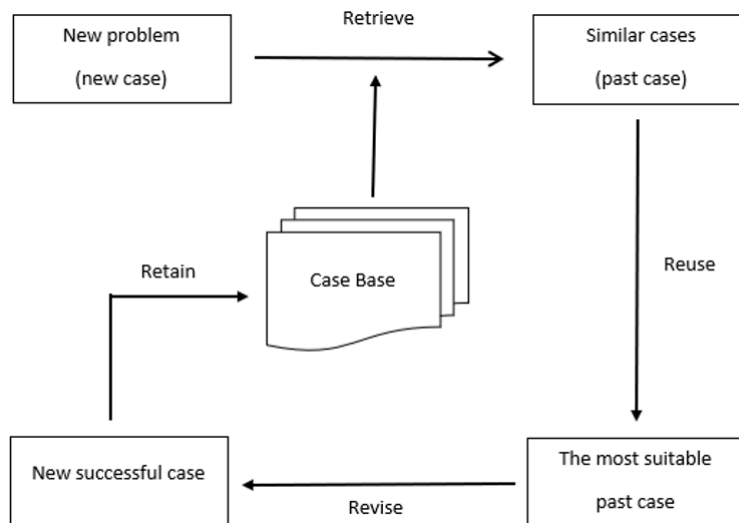 New problem
(new case)
Retrieve
Similar cases
(past case)
Reuse
Retain
Case Base
New successful case
Revise
The most suitable
past case